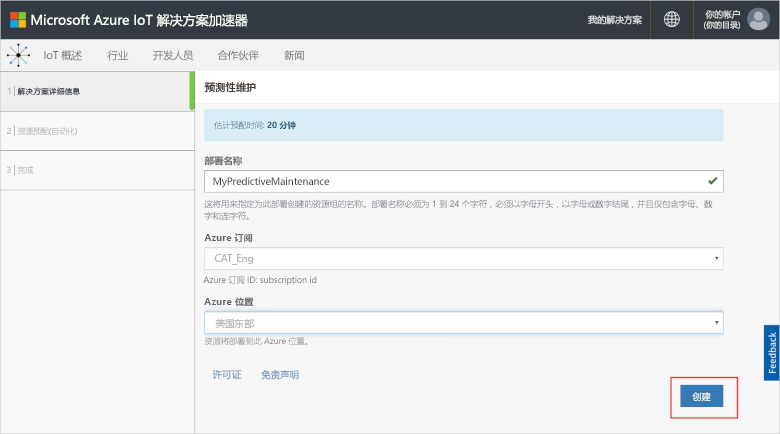 Microsoft Azure IoT 解决方案加速器
我的解决方案
你的帐户
(你的目录)
IoT 概述 行业 开发人员 合作伙伴 新闻
1 解决方案详细信息
2 资源预配(自动化)
3 完成
预测性维护
估计预配时间: 20 分钟
部署名称
MyPredictiveMaintenance
这将用来指定为此部署创建的资源组的名称。部署名称必须为 1 到 24 个字符，必须以字母开头，以字母或数字结尾，并且仅包含字母、数
字和连字符。
Azure 订阅
CAT_Eng
Azure 订阅 ID: subscription id
Azure 位置
美国东部
资源将部署到此 Azure 位置。
许可证 免责声明
创建
Feedback